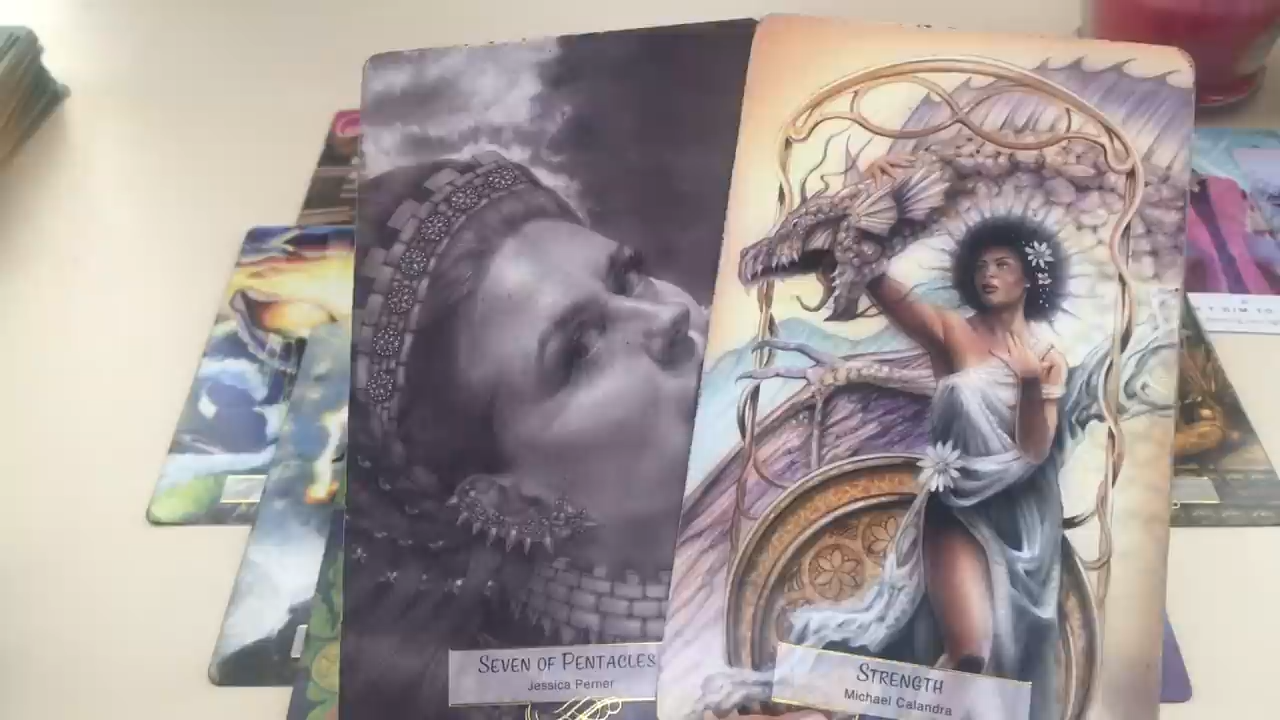 SEVEN OF PENTACLES
Jessica Perner
STRENGTH
Michael Calandra